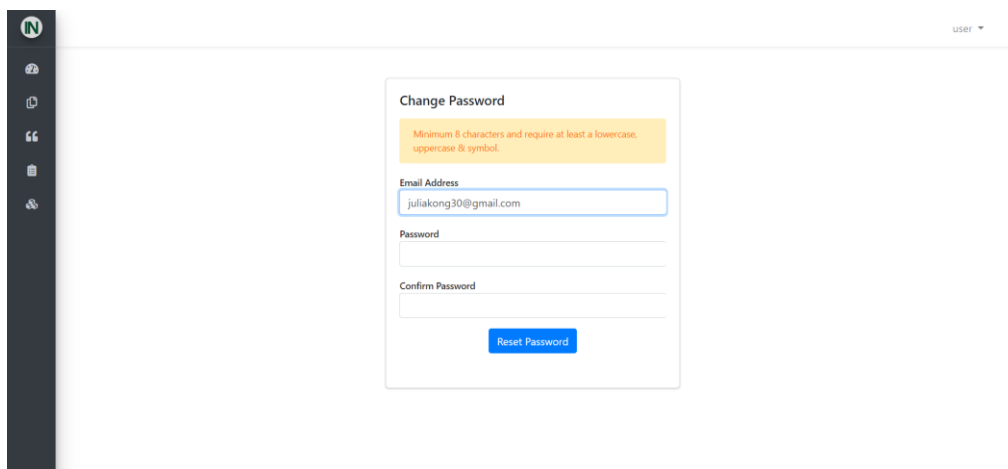 IN
user
Change Password
Minimum 8 characters and require at least a lowercase,
uppercase & symbol.
Email Address
juliakong30@gmail.com
Password
Confirm Password
Reset Password